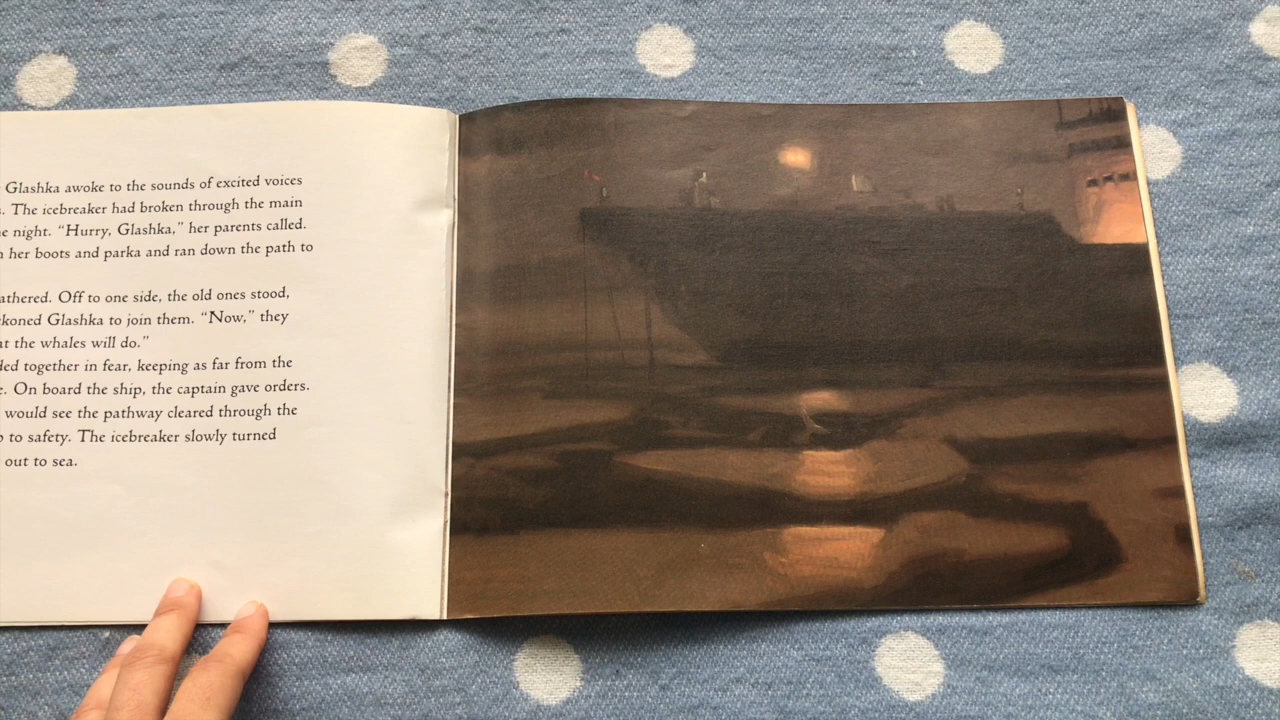 Glashka awoke to the sounds of excited voices
. The icebreaker had broken through the main
e night. “Hurry, Glashka,” her parents called.
her boots and parka and ran down the path to
athered. Off to one side, the old ones stood,
koned Glashka to join them. “Now,” they
t the whales will do.”
ded together in fear, keeping as far from the
e. On board the ship, the captain gave orders.
would see the pathway cleared through the
to safety. The icebreaker slowly turned
out to sea.